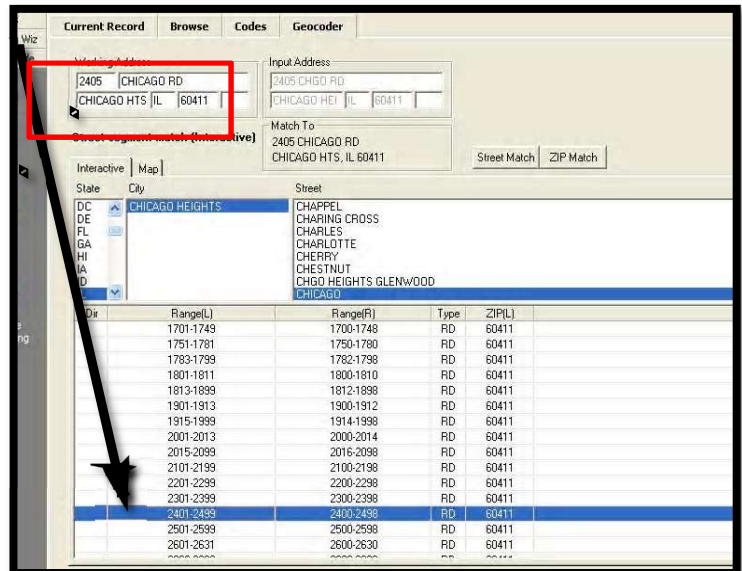 Current Record Browse Codes Geocoder
Wiz
Working Address Input Address
2405 CHICAGO RD 2405 CHGO RD
CHICAGO HTS IL 60411 CHICAGO HEI IL 60411
Match To
2405 CHICAGO RD
CHICAGO HTS, IL 60411
Street segment match (Interactive)
Street Match ZIP Match
Interactive Map
State City Street
DC CHICAGO HEIGHTS CHAPPEL
DE CHARING CROSS
FL CHARLES
GA CHARLOTTE
HI CHERRY
IA CHESTNUT
ID CHGO HEIGHTS GLENWOOD
CHICAGO
Dir Range(L) Range(R) Type ZIP(L)
1701-1749 1700-1748 RD 60411
1751-1781 1750-1780 RD 60411
1783-1799 1782-1798 RD 60411
1801-1811 1800-1810 RD 60411
1813-1899 1812-1898 RD 60411
1901-1913 1900-1912 RD 60411
1915-1999 1914-1998 RD 60411
2001-2013 2000-2014 RD 60411
2015-2099 2016-2098 RD 60411
2101-2199 2100-2198 RD 60411
2201-2299 2200-2298 RD 60411
2301-2399 2300-2398 RD 60411
2401-2499 2400-2498 RD 60411
2501-2599 2500-2598 RD 60411
2601-2631 2600-2630 RD 60411